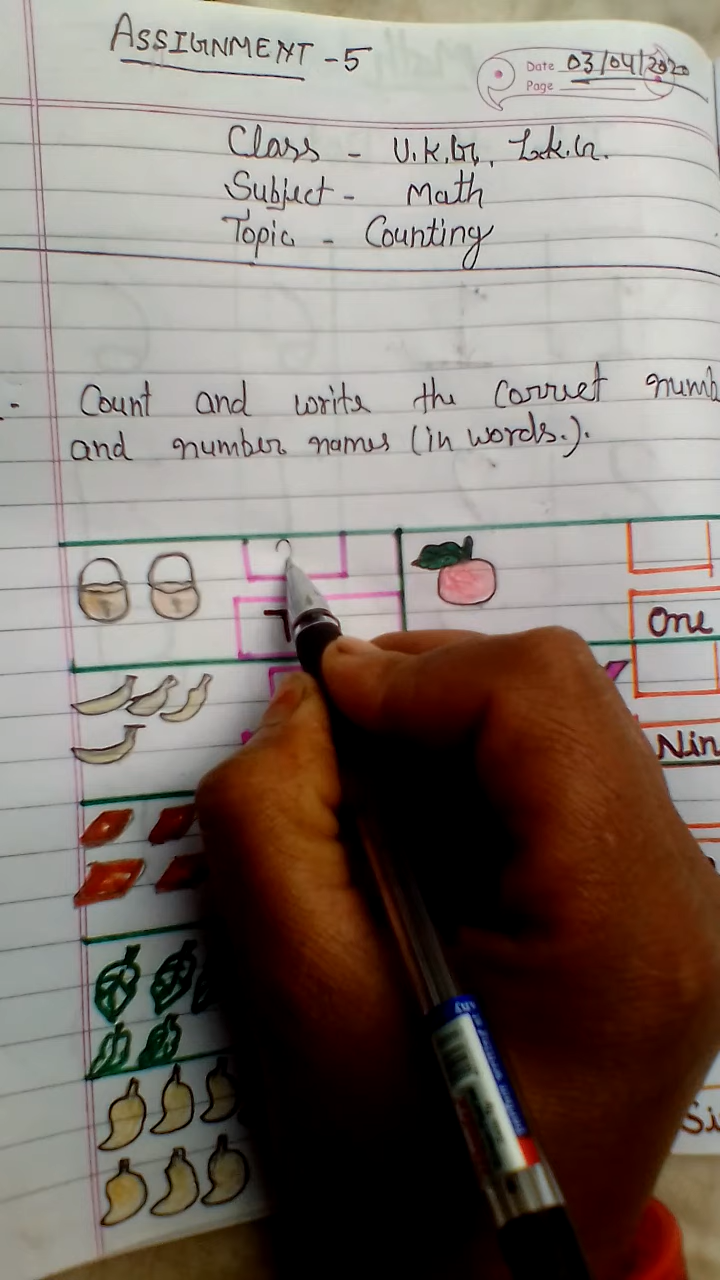 ASSIGNMENT - 5
Date 03/04/2020
Page
Class - U.K.G, L.K.G.
Subject - Math
Topic - Counting
Count and write the correct numb
and number names (in words.).
One
Nin
Si